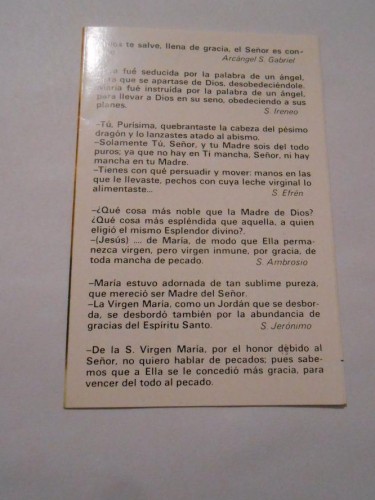 te salve, llena de gracia, el Señor es con-
Arcángel S. Gabriel
fué seducida por la palabra de un ángel,
que se apartase de Dios, desobedeciéndole.
María fué instruida por la palabra de un ángel,
para llevar a Dios en su seno, obedeciendo a sus
planes.
S. Ireneo
–Tú, Purísima, quebrantaste la cabeza del pésimo
dragón y lo lanzastes atado al abismo.
–Solamente Tú, Señor, y tu Madre sois del todo
puros; ya que no hay en Ti mancha, Señor, ni hay
mancha en tu Madre.
–Tienes con qué persuadir y mover: manos en las
que le llevaste, pechos con cuya leche virginal lo
alimentaste...
S. Efrén
–¿Qué cosa más noble que la Madre de Dios?
¿Qué cosa más espléndida que aquella, a quien
eligió el mismo Esplendor divino?.
–(Jesús) .... de María, de modo que Ella perma-
nezca virgen, pero virgen inmune, por gracia, de
toda mancha de pecado.
S. Ambrosio
–María estuvo adornada de tan sublime pureza,
que mereció ser Madre del Señor.
–La Virgen María, como un Jordán que se desbor-
da, se desbordó también por la abundancia de
gracias del Espíritu Santo.
S. Jerónimo
–De la S. Virgen María, por el honor debido al
Señor, no quiero hablar de pecados; pues sabe-
mos que a Ella se le concedió más gracia, para
vencer del todo al pecado.